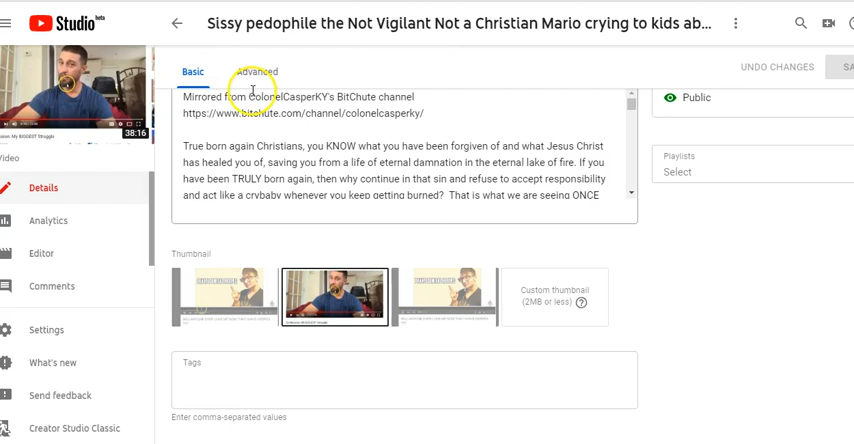 Studio beta
Sissy pedophile the Not Vigilant Not a Christian Mario crying to kids ab...
Basic
Advanced
UNDO CHANGES
SA
Mirrored from ColonelCasperKY's BitChute channel
https://www.bitchute.com/channel/colonelcasperky/
Public
38:16
True born again Christians, you KNOW what you have been forgiven of and what Jesus Christ
has healed you of, saving you from a life of eternal damnation in the eternal lake of fire. If you
have been TRULY born again, then why continue in that sin and refuse to accept responsibility
and act like a crybaby whenever you keep getting burned?  That is what we are seeing ONCE
Playlists
Select
Video
Details
Analytics
Editor
Comments
Settings
What's new
Send feedback
Creator Studio Classic
Thumbnail
Custom thumbnail
(2MB or less)
Tags
Enter comma-separated values